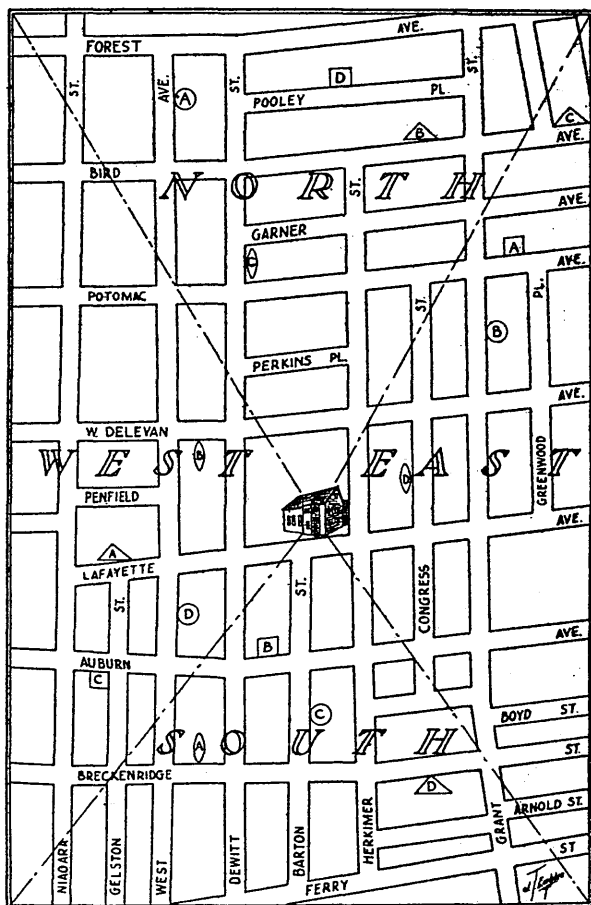 FOREST AVE.
ST. AVE. ST. ST.
A D
POOLEY PL.
B C
BIRD AVE.
NORTH
ST.
GARNER AVE.
C A
POTOMAC AVE.
ST. PL.
B
PERKINS PL.
W. DELEVAN AVE.
WEST EAST
B D
GREENWOOD
PENFIELD
A
LAFAYETTE AVE.
ST. ST.
CONGRESS
D
B
AUBURN AVE.
C
C
BOYD ST.
SOUTH
A
BRECKENRIDGE ST.
D
ARNOLD ST.
NIAGARA
GELSTON
WEST
DEWITT
BARTON
HERKIMER
GRANT
FERRY ST